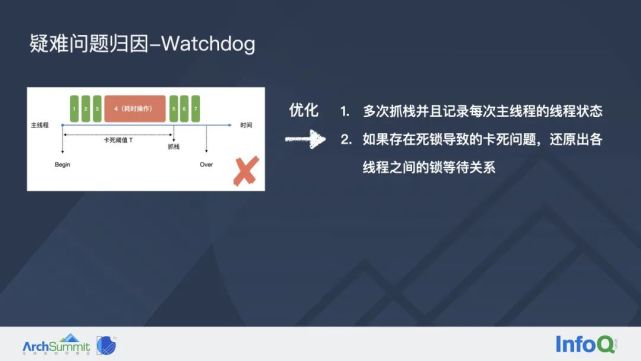 疑难问题归因-Watchdog
1 2 3 4（耗时操作） 5 6 7
主线程
时间
卡死阈值 T
抓栈
Begin
Over
优化
1. 多次抓栈并且记录每次主线程的线程状态
2. 如果存在死锁导致的卡死问题，还原出各
线程之间的锁等待关系
ArchSummit
InfoQ